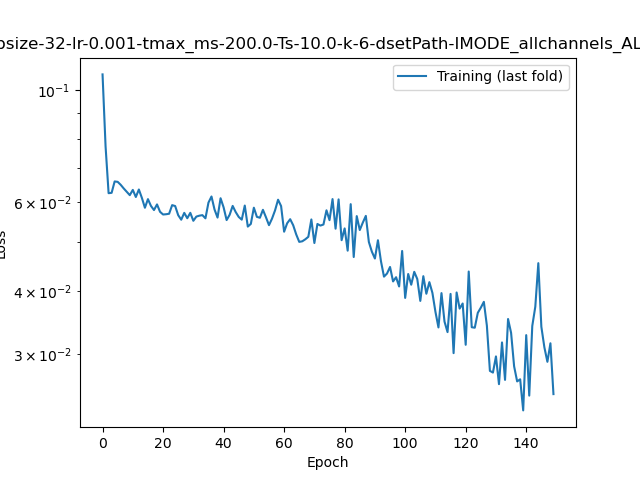 osize-32-lr-0.001-tmax_ms-200.0-Ts-10.0-k-6-dsetPath-IMODE_allchannels_AL
Training (last fold)
10⁻¹
6 × 10⁻²
4 × 10⁻²
3 × 10⁻²
Loss
0 20 40 60 80 100 120 140
Epoch